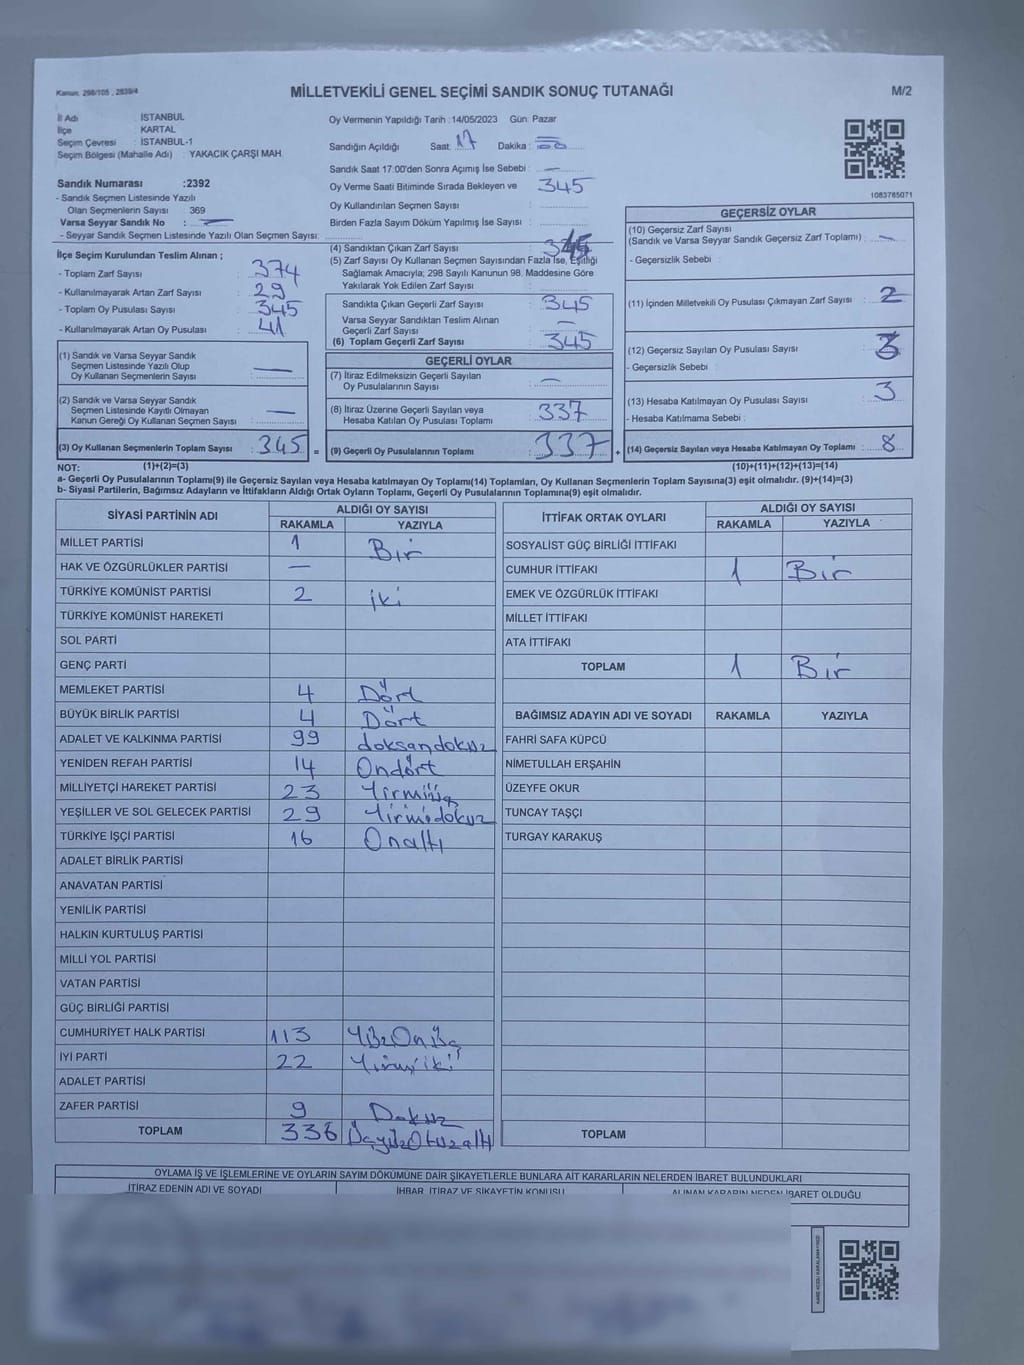 Kanun: 298/105 , 2839/4
MİLLETVEKİLİ GENEL SEÇİMİ SANDIK SONUÇ TUTANAĞI
M/2
İl Adı : İSTANBUL
İlçe : KARTAL
Seçim Çevresi : İSTANBUL-1
Seçim Bölgesi (Mahalle Adı) : YAKACIK ÇARŞI MAH.
Sandık Numarası :2392
- Sandık Seçmen Listesinde Yazılı
Olan Seçmenlerin Sayısı : 369
Varsa Seyyar Sandık No : —
- Seyyar Sandık Seçmen Listesinde Yazılı Olan Seçmen Sayısı:
İlçe Seçim Kurulundan Teslim Alınan ;
- Toplam Zarf Sayısı : 374
- Kullanılmayarak Artan Zarf Sayısı : 29
- Toplam Oy Pusulası Sayısı : 345
- Kullanılmayarak Artan Oy Pusulası : 41
(1) Sandık ve Varsa Seyyar Sandık
Seçmen Listesinde Yazılı Olup
Oy Kullanan Seçmenlerin Sayısı : —
(2) Sandık ve Varsa Seyyar Sandık
Seçmen Listesinde Kayıtlı Olmayan
Kanun Gereği Oy Kullanan Seçmen Sayısı : —
(3) Oy Kullanan Seçmenlerin Toplam Sayısı : 345 =
Oy Vermenin Yapıldığı Tarih :14/05/2023 Gün: Pazar
Sandığın Açıldığı Saat: 17 Dakika :
Sandık Saat 17:00'den Sonra Açımış İse Sebebi : —
Oy Verme Saati Bitiminde Sırada Bekleyen ve
Oy Kullandırılan Seçmen Sayısı : 345
Birden Fazla Sayım Döküm Yapılmış İse Sayısı :
(4) Sandıktan Çıkan Zarf Sayısı : 345
(5) Zarf Sayısı Oy Kullanan Seçmen Sayısından Fazla İse, Eşitliği
Sağlamak Amacıyla; 298 Sayılı Kanunun 98. Maddesine Göre
Yakılarak Yok Edilen Zarf Sayısı :
Sandıkta Çıkan Geçerli Zarf Sayısı : 345
Varsa Seyyar Sandıktan Teslim Alınan
Geçerli Zarf Sayısı : —
(6) Toplam Geçerli Zarf Sayısı : 345
GEÇERLİ OYLAR
(7) İtiraz Edilmeksizin Geçerli Sayılan
Oy Pusulalarının Sayısı : —
(8) İtiraz Üzerine Geçerli Sayılan veya
Hesaba Katılan Oy Pusulası Toplamı : 337
(9) Geçerli Oy Pusulalarının Toplamı : 337 +
1083765071
GEÇERSİZ OYLAR
(10) Geçersiz Zarf Sayısı
(Sandık ve Varsa Seyyar Sandık Geçersiz Zarf Toplamı) : —
- Geçersizlik Sebebi :
(11) İçinden Milletvekili Oy Pusulası Çıkmayan Zarf Sayısı : 2
(12) Geçersiz Sayılan Oy Pusulası Sayısı : 3
- Geçersizlik Sebebi :
(13) Hesaba Katılmayan Oy Pusulası Sayısı : 3
- Hesaba Katılmama Sebebi :
(14) Geçersiz Sayılan veya Hesaba Katılmayan Oy Toplamı : 8
NOT: (1)+(2)=(3) (10)+(11)+(12)+(13)=(14)
a- Geçerli Oy Pusulalarının Toplamı(9) ile Geçersiz Sayılan veya Hesaba katılmayan Oy Toplamı(14) Toplamları, Oy Kullanan Seçmenlerin Toplam Sayısına(3) eşit olmalıdır. (9)+(14)=(3)
b- Siyasi Partilerin, Bağımsız Adayların ve İttifakların Aldığı Ortak Oyların Toplamı, Geçerli Oy Pusulalarının Toplamına(9) eşit olmalıdır.
SİYASİ PARTİNİN ADI ALDIĞI OY SAYISI
RAKAMLA YAZIYLA
MİLLET PARTİSİ 1 Bir
HAK VE ÖZGÜRLÜKLER PARTİSİ —
TÜRKİYE KOMÜNİST PARTİSİ 2 iki
TÜRKİYE KOMÜNİST HAREKETİ
SOL PARTİ
GENÇ PARTİ
MEMLEKET PARTİSİ 4 Dört
BÜYÜK BİRLİK PARTİSİ 4 Dört
ADALET VE KALKINMA PARTİSİ 99 doksandokuz
YENİDEN REFAH PARTİSİ 14 Ondört
MİLLİYETÇİ HAREKET PARTİSİ 23 Yirmiüç
YEŞİLLER VE SOL GELECEK PARTİSİ 29 Yirmidokuz
TÜRKİYE İŞÇİ PARTİSİ 16 Onaltı
ADALET BİRLİK PARTİSİ
ANAVATAN PARTİSİ
YENİLİK PARTİSİ
HALKIN KURTULUŞ PARTİSİ
MİLLİ YOL PARTİSİ
VATAN PARTİSİ
GÜÇ BİRLİĞİ PARTİSİ
CUMHURİYET HALK PARTİSİ 113 YüzOnÜç
İYİ PARTİ 22 Yirmiiki
ADALET PARTİSİ
ZAFER PARTİSİ 9 Dokuz
TOPLAM 336 ÜçyüzOtuzaltı
İTTİFAK ORTAK OYLARI ALDIĞI OY SAYISI
RAKAMLA YAZIYLA
SOSYALİST GÜÇ BİRLİĞİ İTTİFAKI
CUMHUR İTTİFAKI 1 Bir
EMEK VE ÖZGÜRLÜK İTTİFAKI
MİLLET İTTİFAKI
ATA İTTİFAKI
TOPLAM 1 Bir
BAĞIMSIZ ADAYIN ADI VE SOYADI RAKAMLA YAZIYLA
FAHRİ SAFA KÜPCÜ
NİMETULLAH ERŞAHİN
ÜZEYFE OKUR
TUNCAY TAŞÇI
TURGAY KARAKUŞ
TOPLAM
OYLAMA İŞ VE İŞLEMLERİNE VE OYLARIN SAYIM DÖKÜMÜNE DAİR ŞİKAYETLERLE BUNLARA AİT KARARLARIN NELERDEN İBARET BULUNDUKLARI
İTİRAZ EDENİN ADI VE SOYADI İHBAR, İTİRAZ VE ŞİKAYETİN KONUSU ALINAN KARARIN NEDEN İBARET OLDUĞU